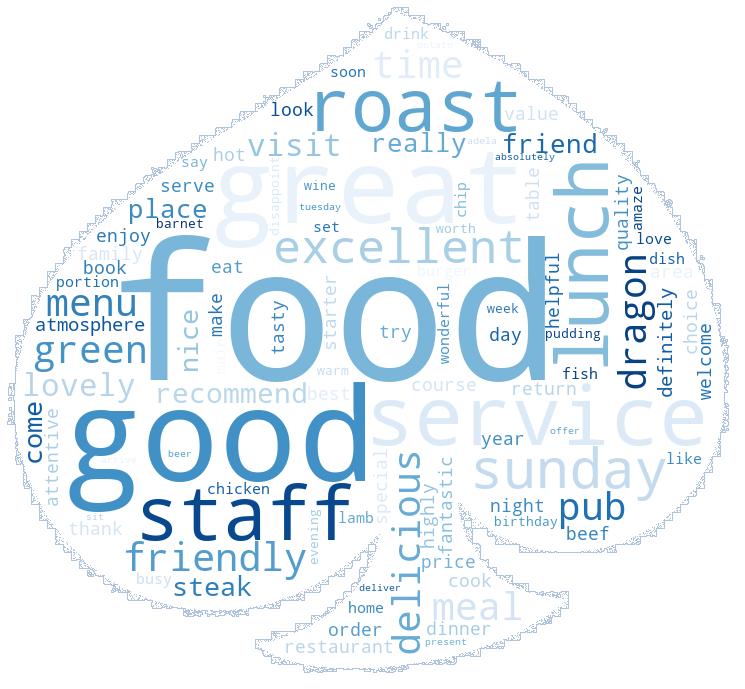 drink
potato
time
soon
roast
look
value
visit
really
friend
adela
say
hot
absolutely
great
serve
disappoint
wine
chip
table
lunch
quality
amaze
place
tuesday
barnet
set
worth
enjoy
excellent
love
family
food
book
eat
burger
helpful
dish
area
portion
menu
make
tasty
starter
wonderful
week
dragon
definitely
choice
welcome
atmosphere
nice
try
day
pudding
green
warm
fish
lovely
recommend
best
course
return
good
service
come
attentive
year
offer
beer
special
delicious
highly
fantastic
sunday
like
chicken
staff
sit
lamb
night
pub
thank
evening
birthday
beef
friendly
price
busy
steak
deliver
cook
home
meal
order
dinner
restaurant
present